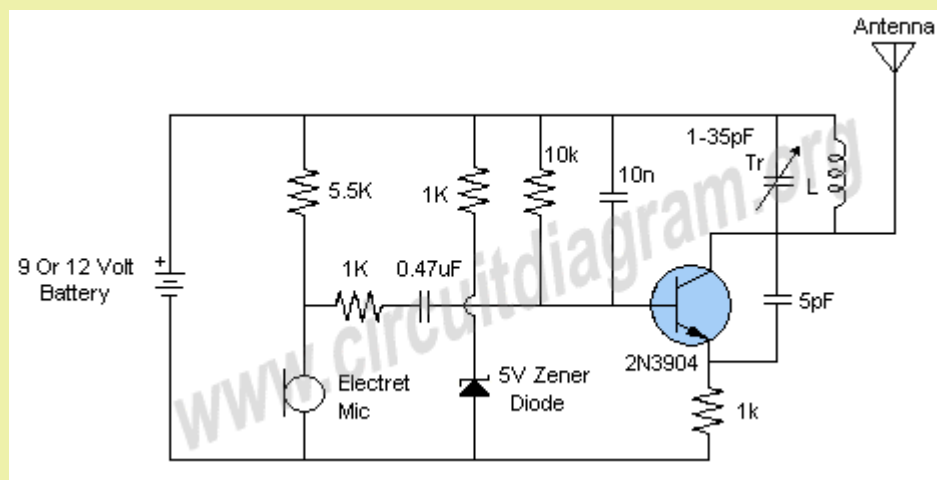 Antenna
1-35pF
Tr
L
10k
10n
5.5K
1K
9 Or 12 Volt
Battery
+
1K
0.47uF
5pF
2N3904
Electret
Mic
5V Zener
Diode
1k
www.circuitdiagram.org